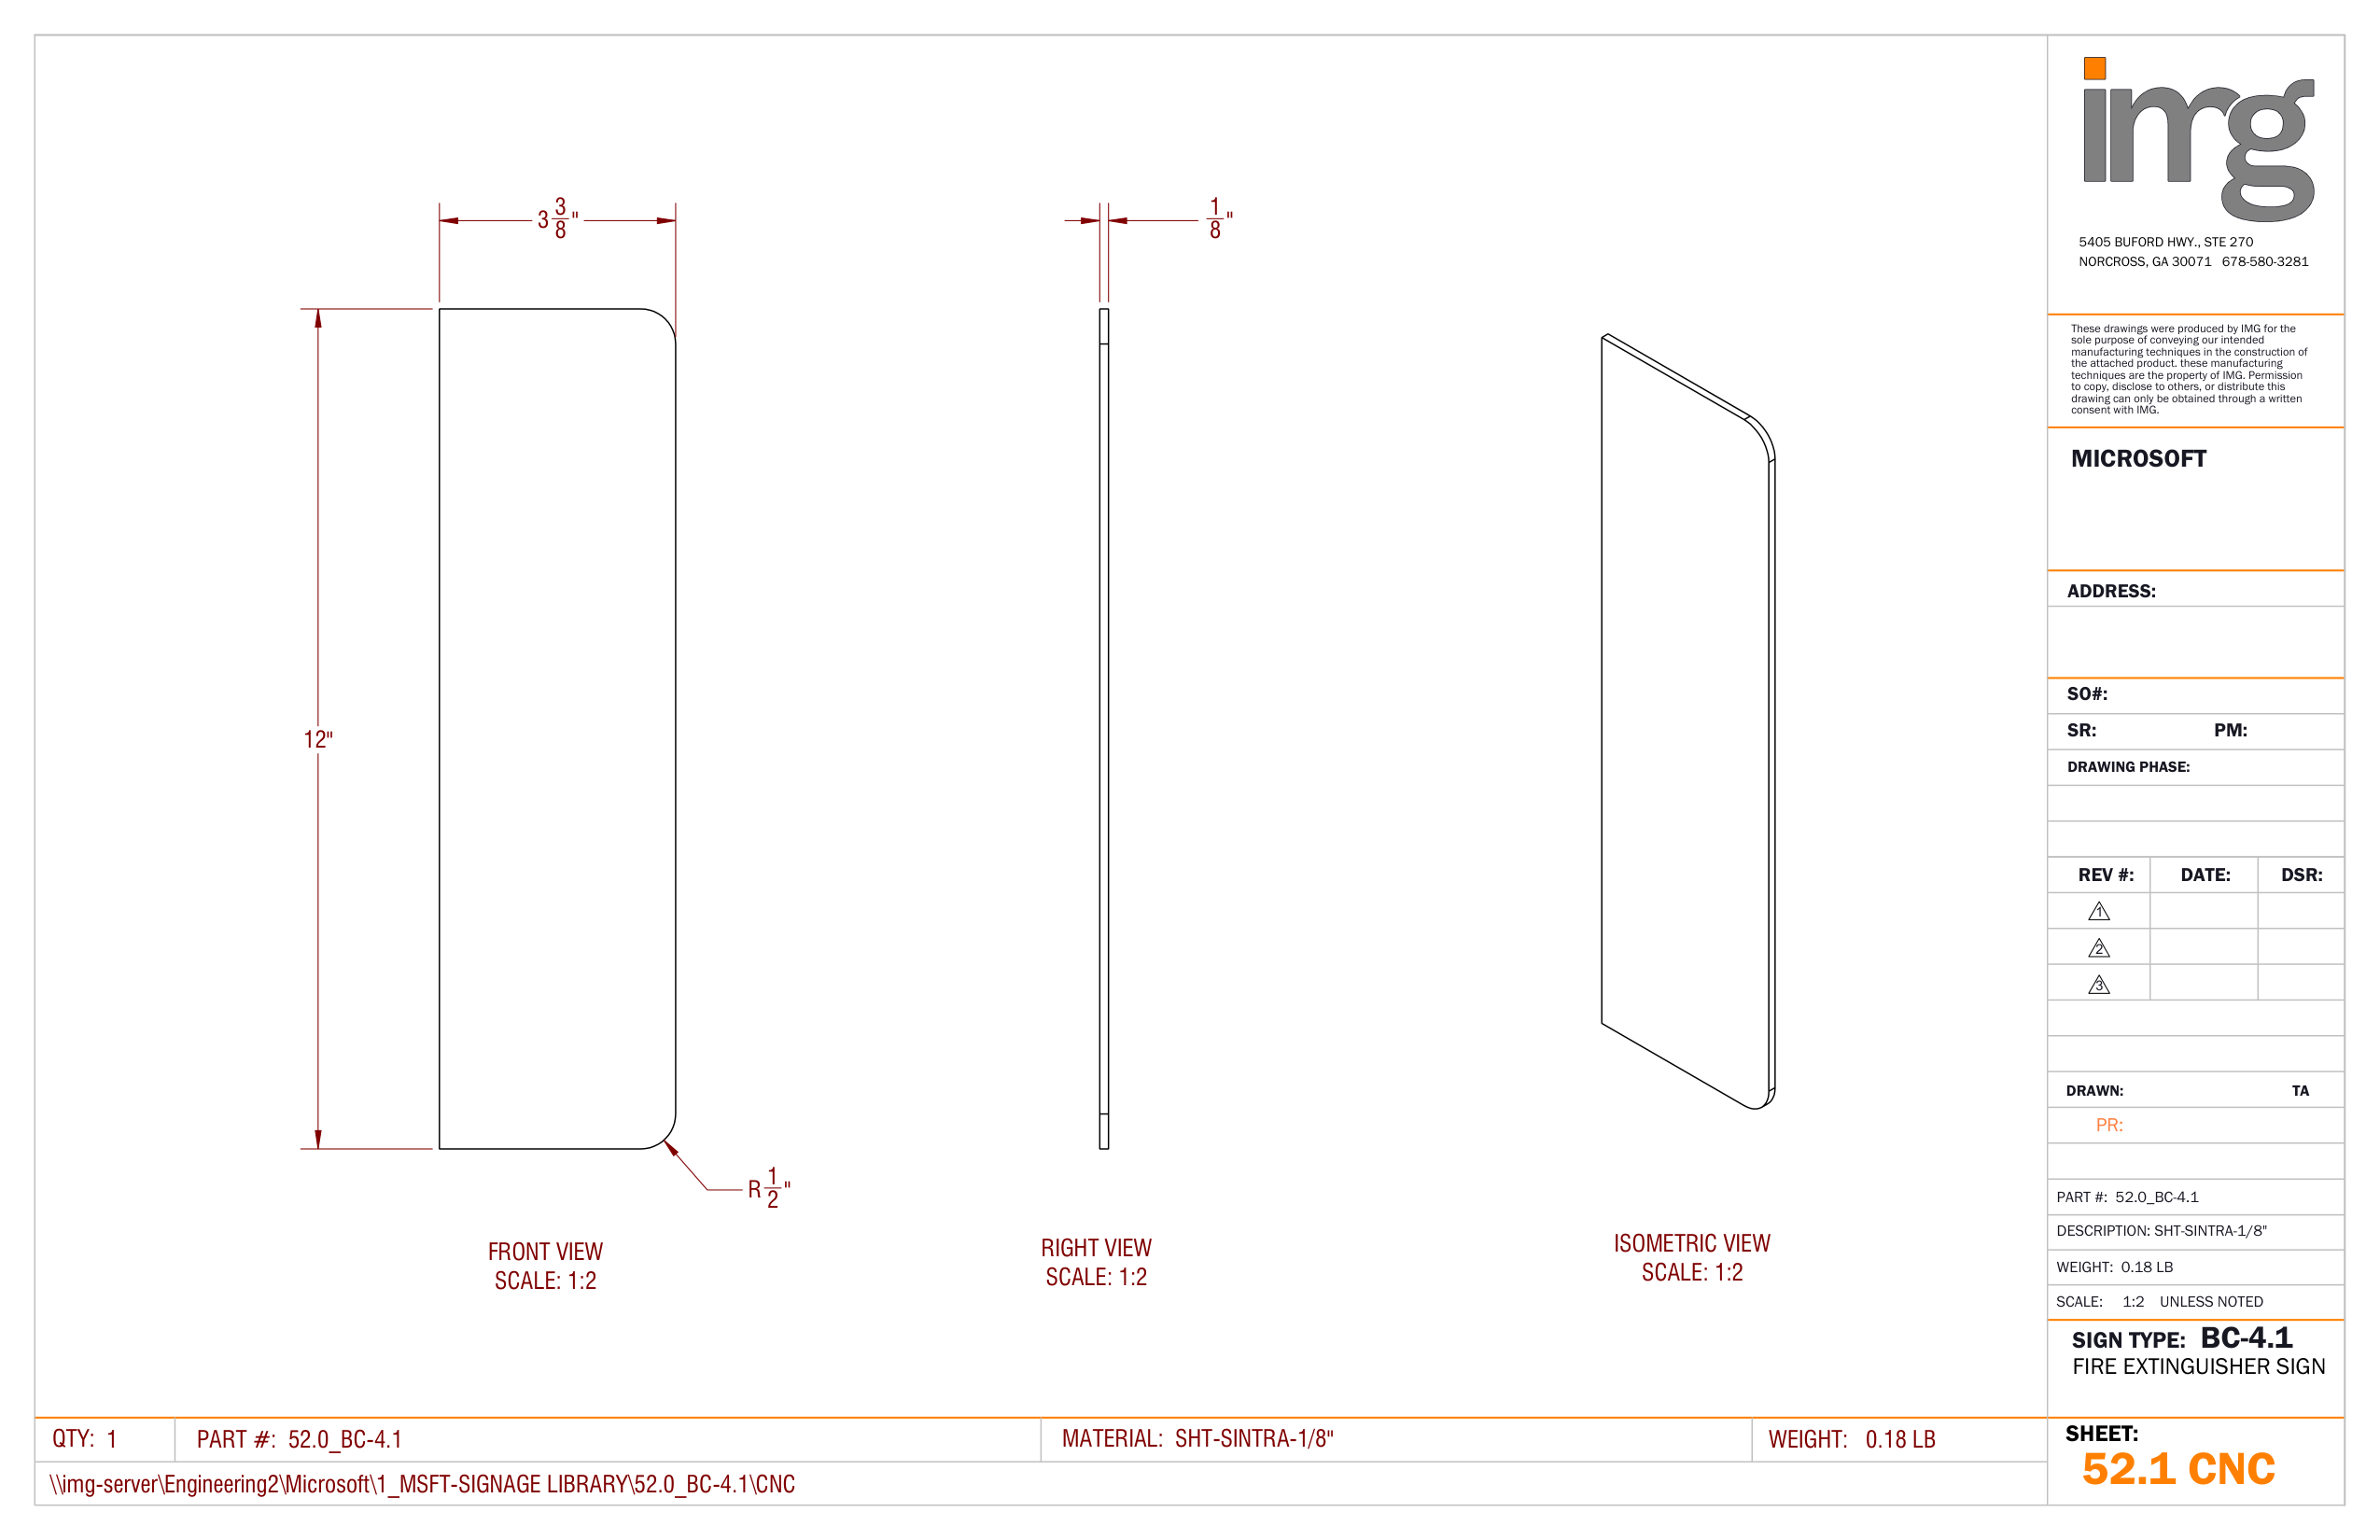 3 3/8"
1/8"
12"
R 1/2"
FRONT VIEW
SCALE: 1:2
RIGHT VIEW
SCALE: 1:2
ISOMETRIC VIEW
SCALE: 1:2
img
5405 BUFORD HWY., STE 270
NORCROSS, GA 30071 678-580-3281
These drawings were produced by IMG for the
sole purpose of conveying our intended
manufacturing techniques in the construction of
the attached product. these manufacturing
techniques are the property of IMG. Permission
to copy, disclose to others, or distribute this
drawing can only be obtained through a written
consent with IMG.
MICROSOFT
ADDRESS:
SO#:
SR: PM:
DRAWING PHASE:
REV #: DATE: DSR:
1
2
3
DRAWN: TA
PR:
PART #: 52.0_BC-4.1
DESCRIPTION: SHT-SINTRA-1/8"
WEIGHT: 0.18 LB
SCALE: 1:2 UNLESS NOTED
SIGN TYPE: BC-4.1
FIRE EXTINGUISHER SIGN
SHEET:
52.1 CNC
QTY: 1 PART #: 52.0_BC-4.1 MATERIAL: SHT-SINTRA-1/8" WEIGHT: 0.18 LB
\\img-server\Engineering2\Microsoft\1_MSFT-SIGNAGE LIBRARY\52.0_BC-4.1\CNC